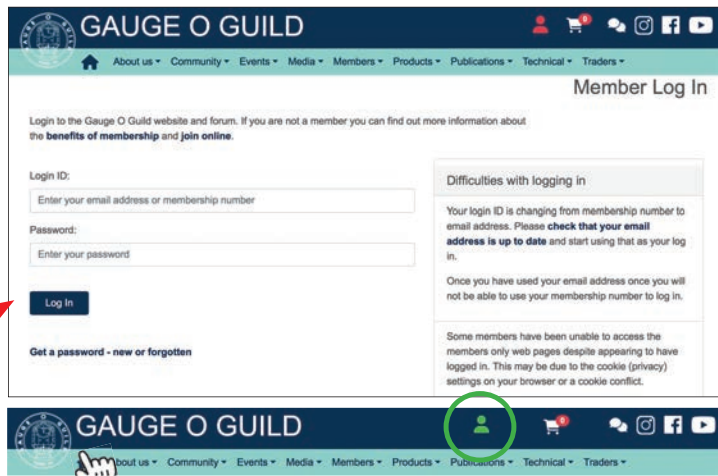 GAUGE O GUILD
0
About us Community Events Media Members Products Publications Technical Traders
Member Log In
Login to the Gauge O Guild website and forum. If you are not a member you can find out more information about
the benefits of membership and join online.
Login ID:
Enter your email address or membership number
Password:
Enter your password
Log In
Get a password - new or forgotten
Difficulties with logging in
Your login ID is changing from membership number to
email address. Please check that your email
address is up to date and start using that as your log
in.
Once you have used your email address once you will
not be able to use your membership number to log in.
Some members have been unable to access the
members only web pages despite appearing to have
logged in. This may be due to the cookie (privacy)
settings on your browser or a cookie conflict.
GAUGE O GUILD
0
bout us Community Events Media Members Products Publications Technical Traders